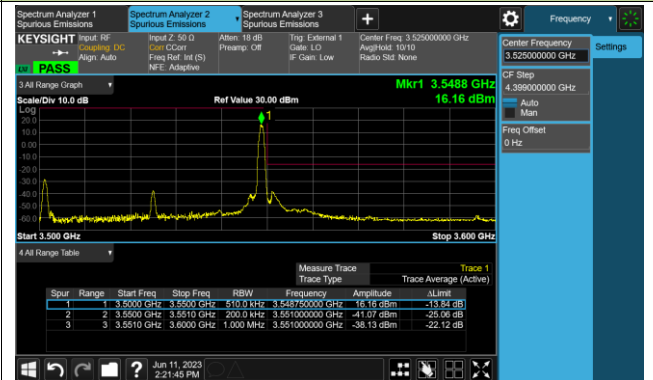 Spectrum Analyzer 1
Spurious Emissions
Spectrum Analyzer 2
Spurious Emissions
Spectrum Analyzer 3
Spurious Emissions
+
Frequency
KEYSIGHT
Input: RF
Coupling: DC
Align: Auto
Input Z: 50 Ω
Corr CCorr
Freq Ref: Int (S)
NFE: Adaptive
Atten: 18 dB
Preamp: Off
Trig: External 1
Gate: LO
IF Gain: Low
Center Freq: 3.525000000 GHz
Avg|Hold: 10/10
Radio Std: None
PASS
Center Frequency
3.525000000 GHz
Settings
CF Step
4.399000000 GHz
Auto
Man
Freq Offset
0 Hz
3 All Range Graph
Mkr1 3.5488 GHz
Scale/Div 10.0 dB
Ref Value 30.00 dBm
16.16 dBm
Log
1
20.0
10.0
0.00
-10.0
-20.0
-30.0
-40.0
-50.0
-60.0
Start 3.500 GHz
Stop 3.600 GHz
4 All Range Table
Measure Trace Trace 1
Trace Type Trace Average (Active)
Spur Range Start Freq Stop Freq RBW Frequency Amplitude ΔLimit
1 1 3.5000 GHz 3.5500 GHz 510.0 kHz 3.548750000 GHz 16.16 dBm -13.84 dB
2 2 3.5500 GHz 3.5510 GHz 200.0 kHz 3.551000000 GHz -41.07 dBm -25.06 dB
3 3 3.5510 GHz 3.6000 GHz 1.000 MHz 3.551000000 GHz -38.13 dBm -22.12 dB
?
Jun 11, 2023
2:21:45 PM